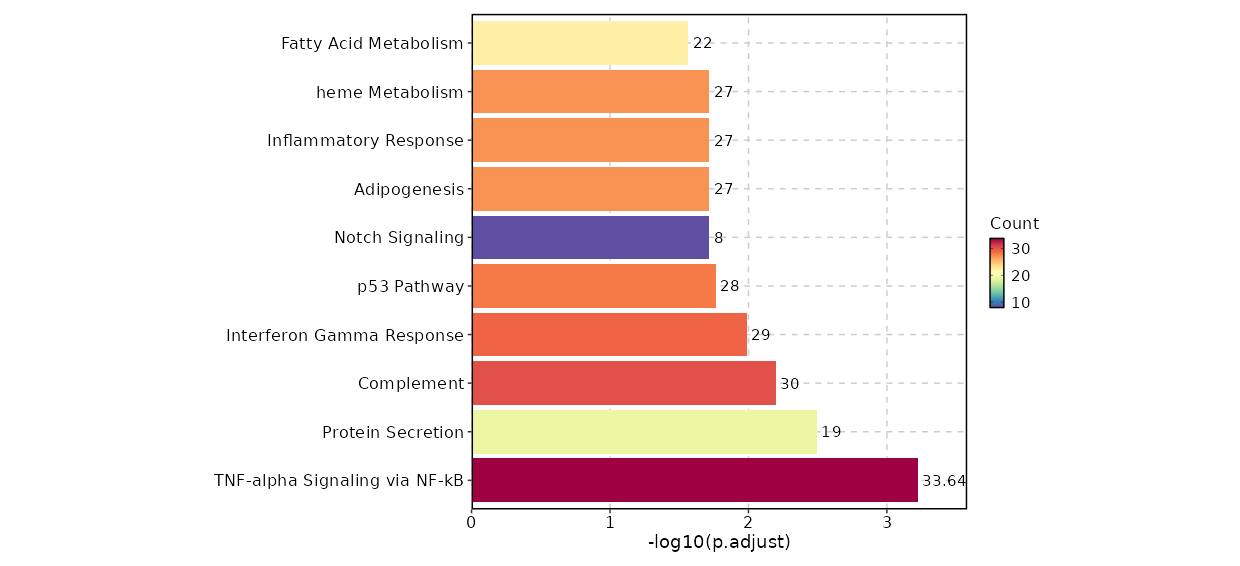 Fatty Acid Metabolism 22
heme Metabolism 27
Inflammatory Response 27
Adipogenesis 27
Notch Signaling 8
p53 Pathway 28
Interferon Gamma Response 29
Complement 30
Protein Secretion 19
TNF-alpha Signaling via NF-kB 33.64
0 1 2 3
-log10(p.adjust)
Count
30
20
10